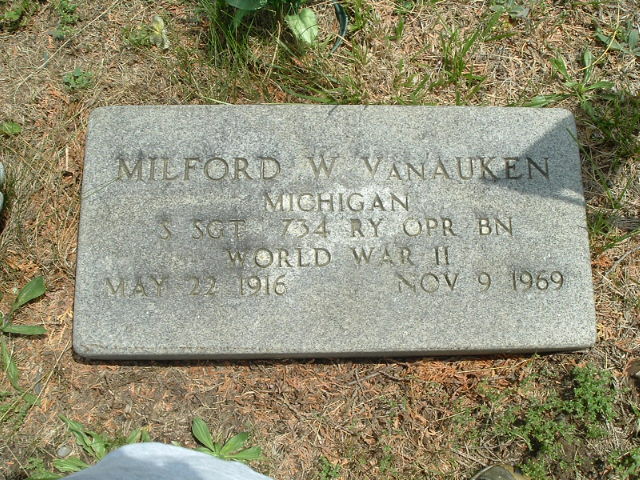 MILFORD W VanAUKEN
MICHIGAN
S SGT 734 RY OPR BN
WORLD WAR II
MAY 22 1916 NOV 9 1969